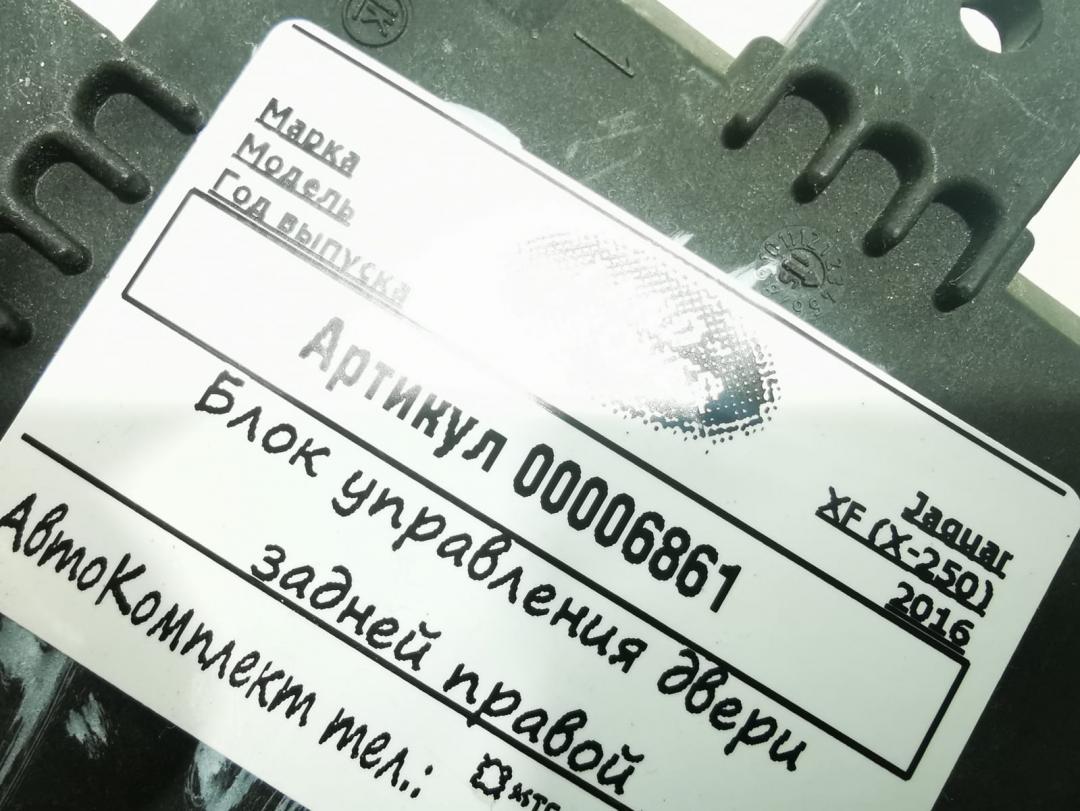 Марка
Jaguar
Модель
XF (X-250)
Год выпуска
2016
Артикул 00006861
Блок управления двери
задней правой
АвтоКомплект тел.: